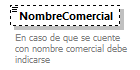 NombreComercial
En caso de que se cuente
con nombre comercial debe
indicarse